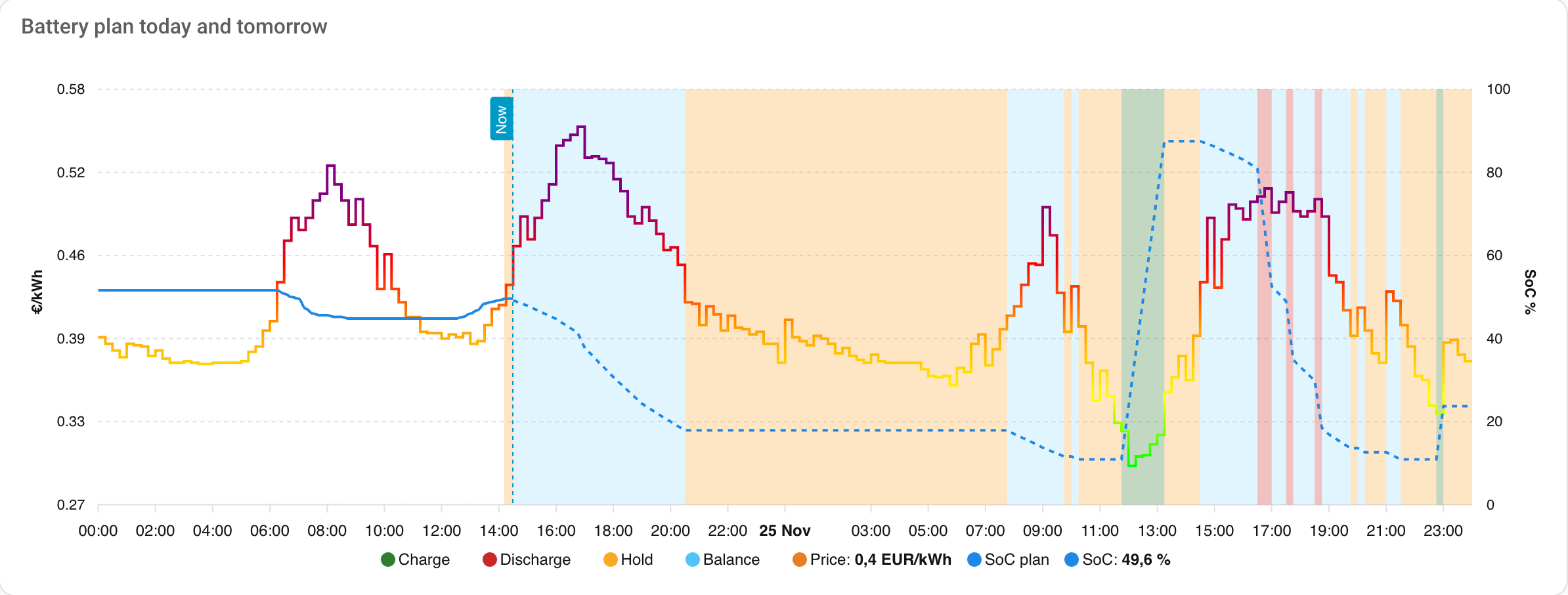 Battery plan today and tomorrow
0.58
0.52
0.46
0.39
0.33
0.27
€/kWh
Now
100
80
60
40
20
0
SoC %
00:00 02:00 04:00 06:00 08:00 10:00 12:00 14:00 16:00 18:00 20:00 22:00 25 Nov 03:00 05:00 07:00 09:00 11:00 13:00 15:00 17:00 19:00 21:00 23:00
Charge Discharge Hold Balance Price: 0,4 EUR/kWh SoC plan SoC: 49,6 %